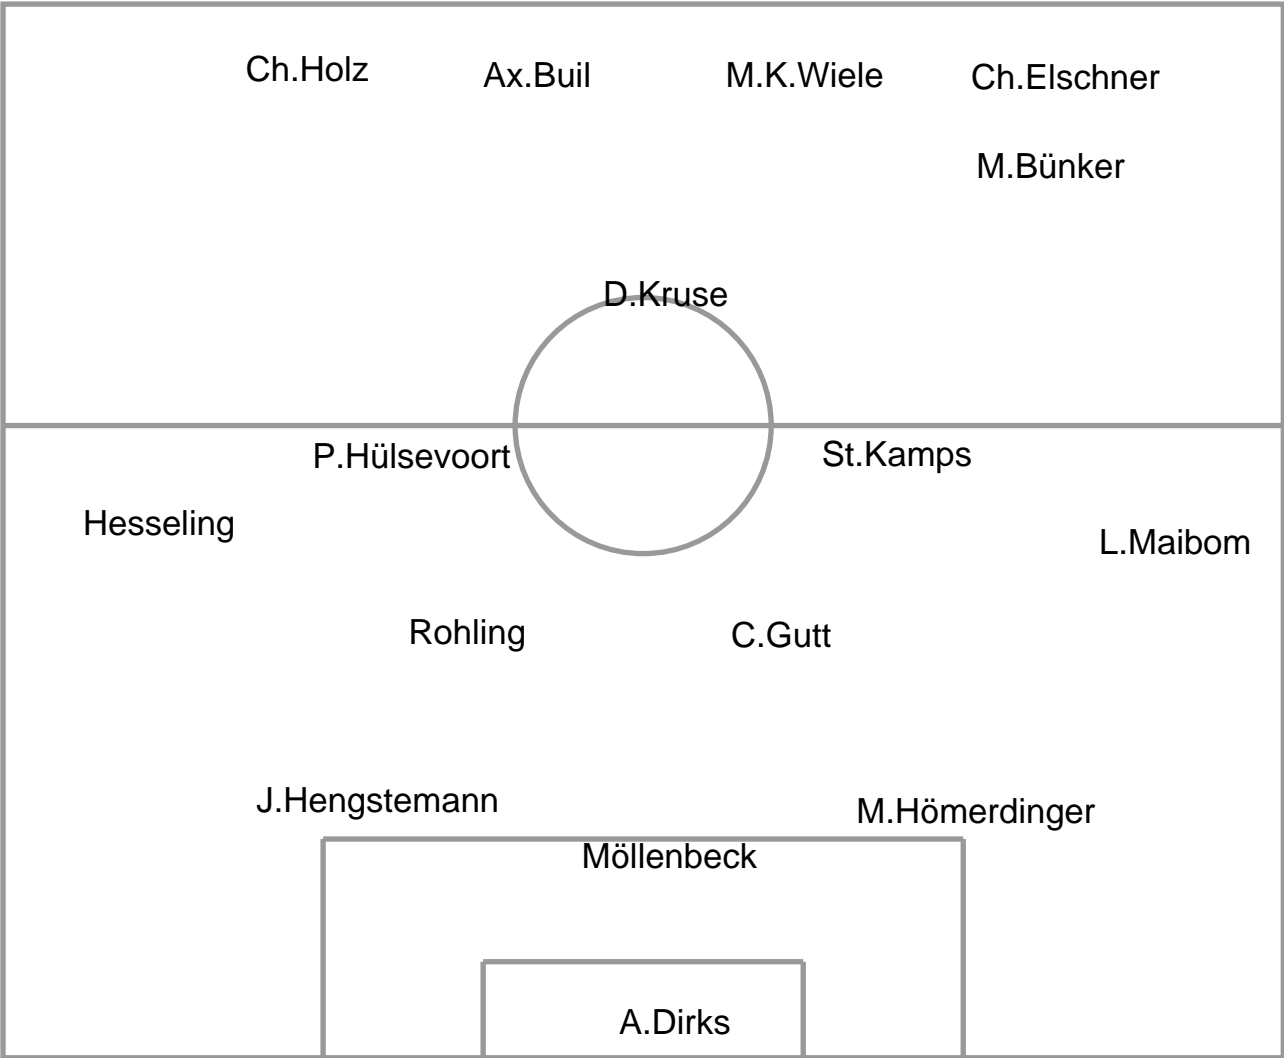 Ch.Holz
Ax.Buil
M.K.Wiele
Ch.Elschner
M.Bünker
D.Kruse
P.Hülsevoort
St.Kamps
Hesseling
L.Maibom
Rohling
C.Gutt
J.Hengstemann
M.Hömerdinger
Möllenbeck
A.Dirks